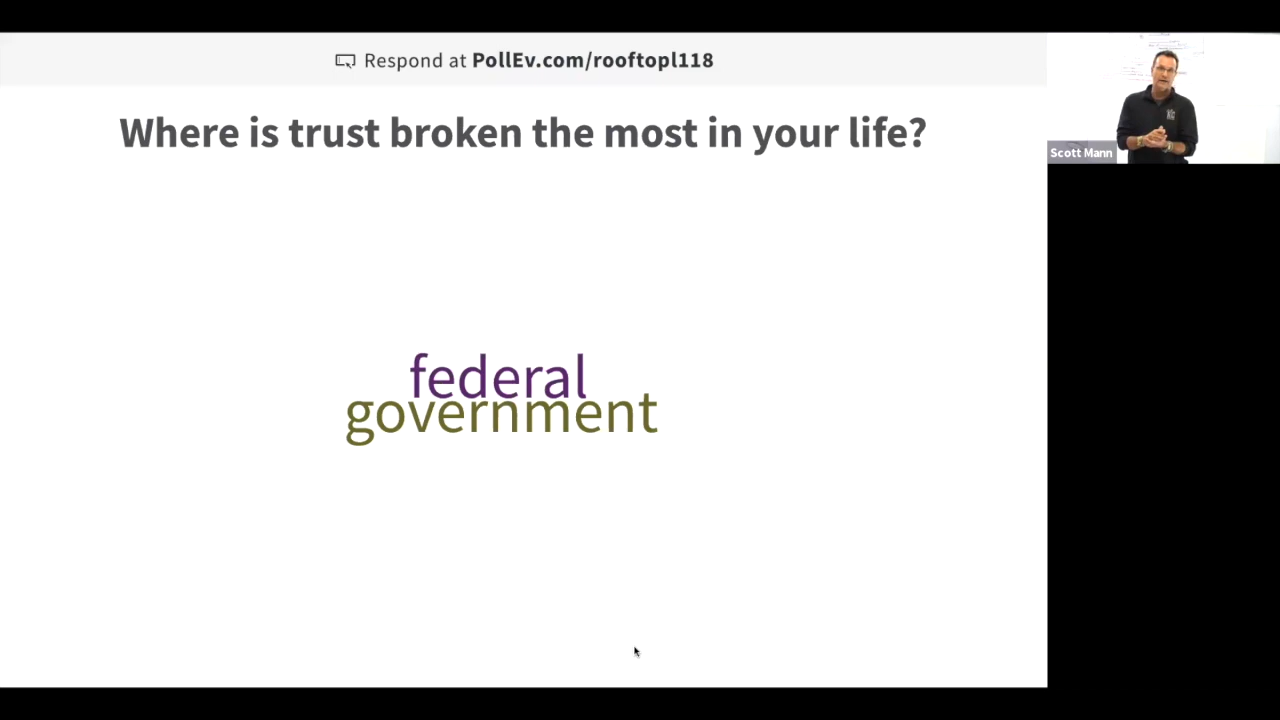 Respond at PollEv.com/rooftopl118
Where is trust broken the most in your life?
federal
government
Scott Mann